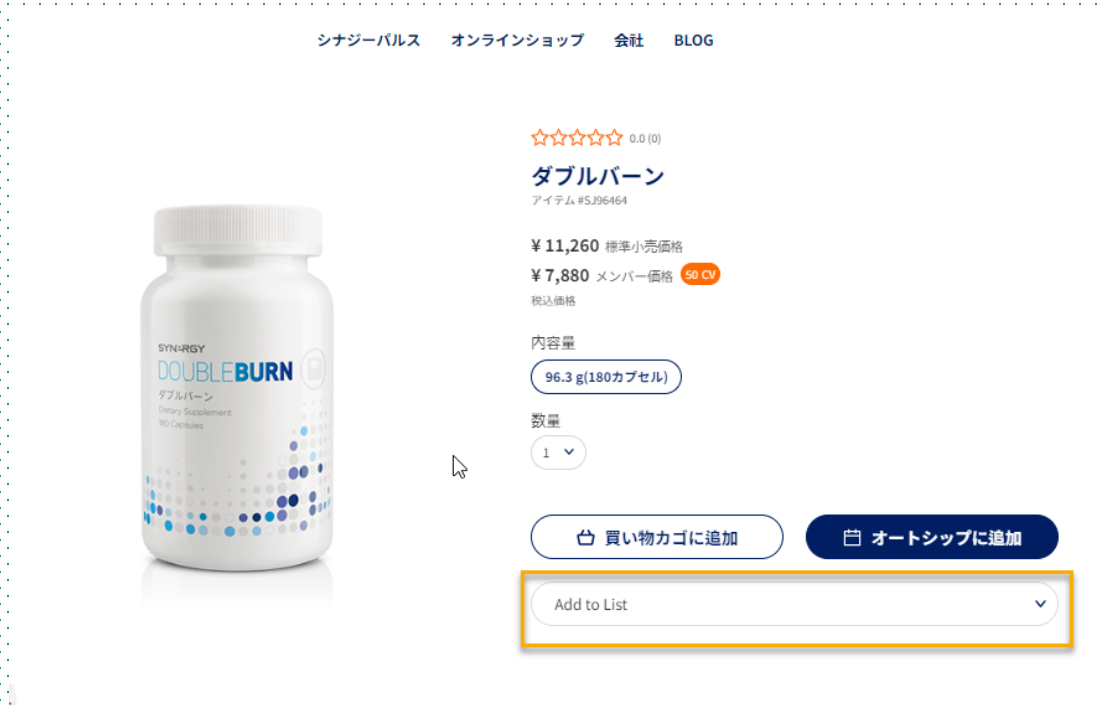 シナジーパルス オンラインショップ 会社 BLOG
0.0 (0)
ダブルバーン
アイテム #SJ96464
¥ 11,260 標準小売価格
¥ 7,880 メンバー価格 50 CV
税込価格
内容量
96.3 g(180カプセル)
数量
1
買い物カゴに追加 オートシップに追加
Add to List
SYNERGY
DOUBLEBURN
ダブルバーン
Dietary Supplement
180 Capsules